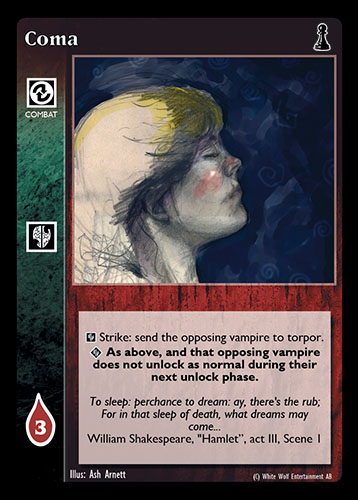 Coma
COMBAT
Strike: send the opposing vampire to torpor.
As above, and that opposing vampire
does not unlock as normal during their
next unlock phase.
To sleep: perchance to dream: ay, there's the rub;
For in that sleep of death, what dreams may
come...
William Shakespeare, "Hamlet", act III, Scene 1
3
Illus: Ash Arnett
(C) White Wolf Entertainment AB